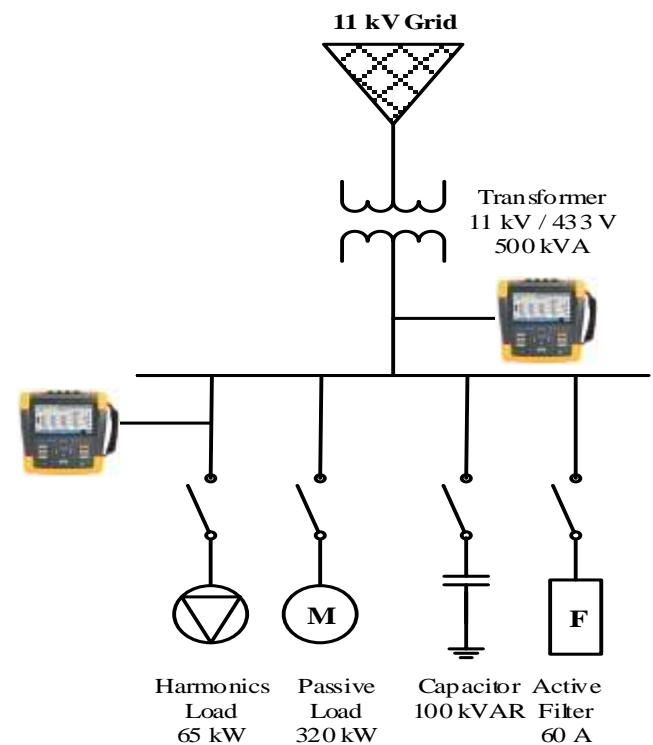 11 kV Grid
Transformer
11 kV / 433 V
500 kVA
M
F
Harmonics
Load
65 kW
Passive
Load
320 kW
Capacitor
100 kVAR
Active
Filter
60 A